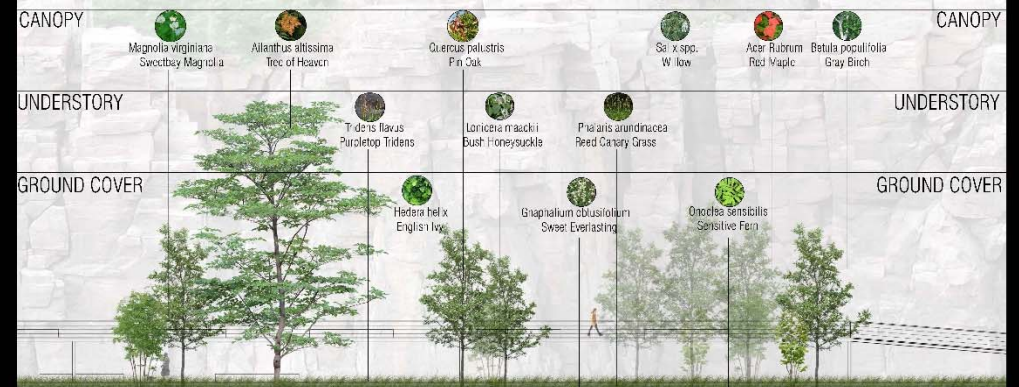 CANOPY
CANOPY
Magnolia virginiana
Sweetbay Magnolia
Ailanthus altissima
Tree of Heaven
Quercus palustris
Pin Oak
Salix spp.
Willow
Acer Rubrum
Red Maple
Betula populifolia
Gray Birch
UNDERSTORY
UNDERSTORY
Tridens flavus
Purpletop Tridens
Lonicera maackii
Bush Honeysuckle
Phalaris arundinacea
Reed Canary Grass
GROUND COVER
GROUND COVER
Hedera helix
English Ivy
Gnaphalium obtusifolium
Sweet Everlasting
Onoclea sensibilis
Sensitive Fern